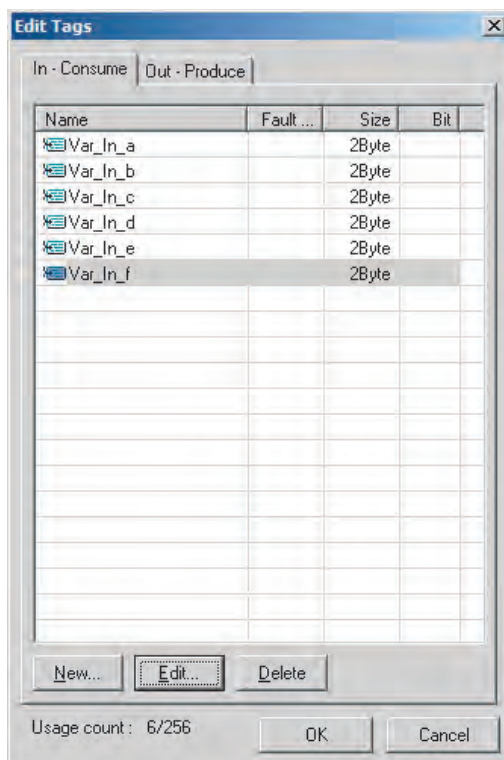 Edit Tags
In - Consume Out - Produce
Name Fault ... Size Bit
Var_In_a 2Byte
Var_In_b 2Byte
Var_In_c 2Byte
Var_In_d 2Byte
Var_In_e 2Byte
Var_In_f 2Byte
New... Edit... Delete
Usage count : 6/256 OK Cancel